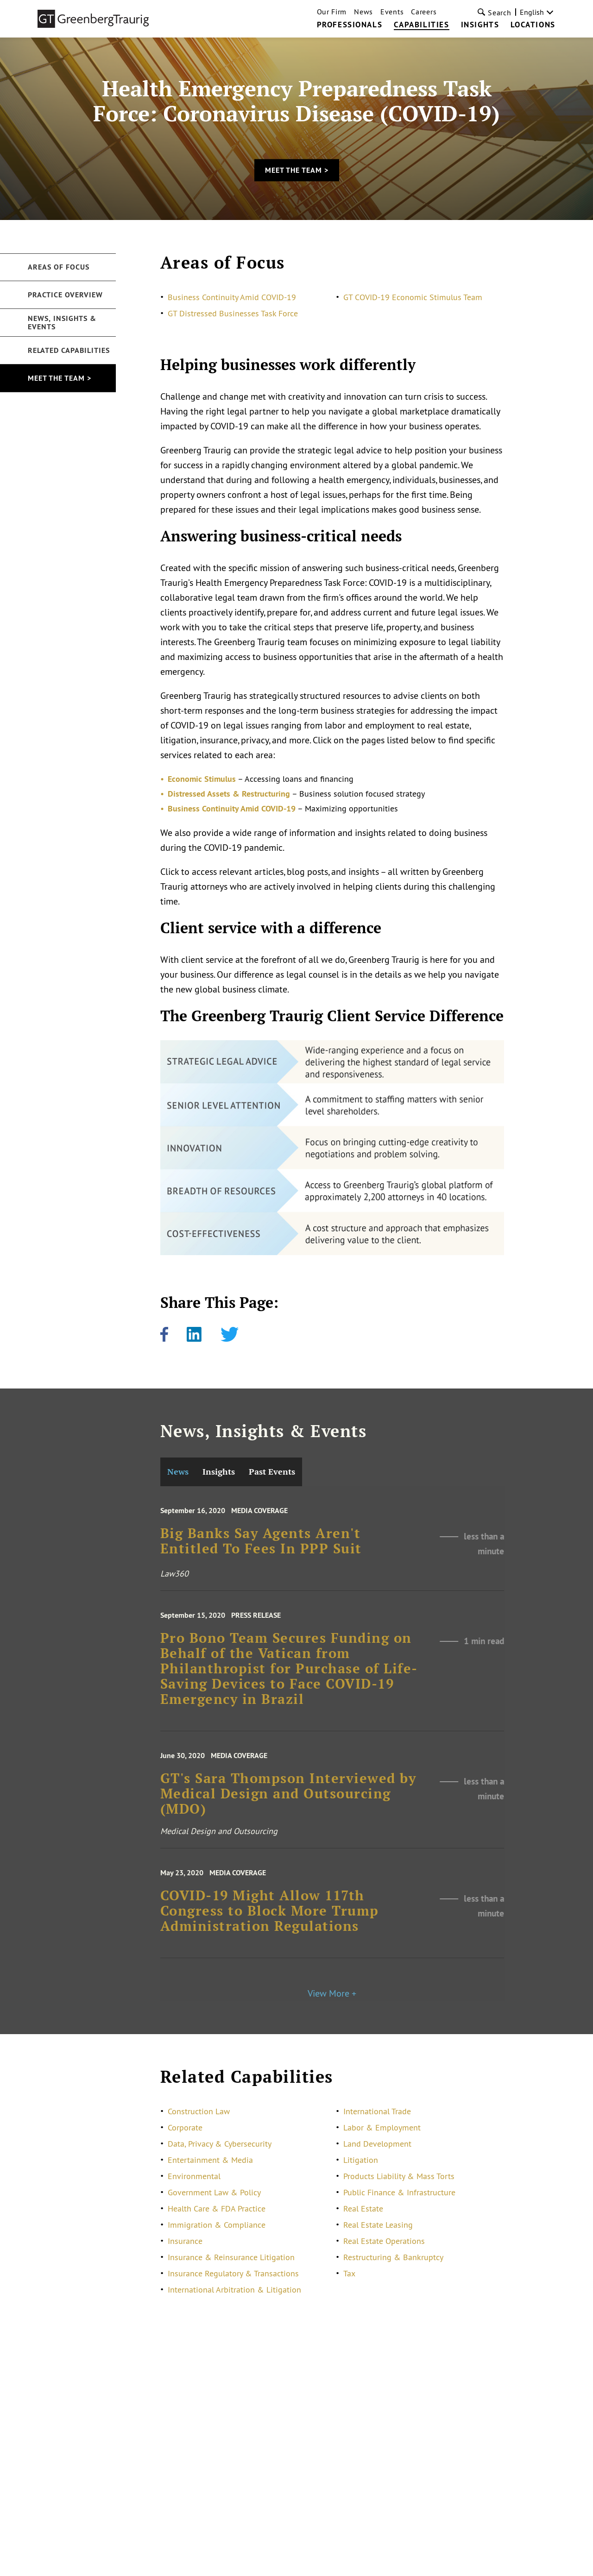 GT GreenbergTraurig
Our Firm News Events Careers
Search English
PROFESSIONALS CAPABILITIES INSIGHTS LOCATIONS
Health Emergency Preparedness Task
Force: Coronavirus Disease (COVID-19)
MEET THE TEAM >
AREAS OF FOCUS
PRACTICE OVERVIEW
NEWS, INSIGHTS &
EVENTS
RELATED CAPABILITIES
MEET THE TEAM >
Areas of Focus
• Business Continuity Amid COVID-19
• GT Distressed Businesses Task Force
• GT COVID-19 Economic Stimulus Team
Helping businesses work differently
Challenge and change met with creativity and innovation can turn crisis to success.
Having the right legal partner to help you navigate a global marketplace dramatically
impacted by COVID-19 can make all the difference in how your business operates.
Greenberg Traurig can provide the strategic legal advice to help position your business
for success in a rapidly changing environment altered by a global pandemic. We
understand that during and following a health emergency, individuals, businesses, and
property owners confront a host of legal issues, perhaps for the first time. Being
prepared for these issues and their legal implications makes good business sense.
Answering business-critical needs
Created with the specific mission of answering such business-critical needs, Greenberg
Traurig's Health Emergency Preparedness Task Force: COVID-19 is a multidisciplinary,
collaborative legal team drawn from the firm's offices around the world. We help
clients proactively identify, prepare for, and address current and future legal issues. We
work with you to take the critical steps that preserve life, property, and business
interests. The Greenberg Traurig team focuses on minimizing exposure to legal liability
and maximizing access to business opportunities that arise in the aftermath of a health
emergency.
Greenberg Traurig has strategically structured resources to advise clients on both
short-term responses and the long-term business strategies for addressing the impact
of COVID-19 on legal issues ranging from labor and employment to real estate,
litigation, insurance, privacy, and more. Click on the pages listed below to find specific
services related to each area:
• Economic Stimulus – Accessing loans and financing
• Distressed Assets & Restructuring – Business solution focused strategy
• Business Continuity Amid COVID-19 – Maximizing opportunities
We also provide a wide range of information and insights related to doing business
during the COVID-19 pandemic.
Click to access relevant articles, blog posts, and insights – all written by Greenberg
Traurig attorneys who are actively involved in helping clients during this challenging
time.
Client service with a difference
With client service at the forefront of all we do, Greenberg Traurig is here for you and
your business. Our difference as legal counsel is in the details as we help you navigate
the new global business climate.
The Greenberg Traurig Client Service Difference
STRATEGIC LEGAL ADVICE
Wide-ranging experience and a focus on
delivering the highest standard of legal service
and responsiveness.
SENIOR LEVEL ATTENTION
A commitment to staffing matters with senior
level shareholders.
INNOVATION
Focus on bringing cutting-edge creativity to
negotiations and problem solving.
BREADTH OF RESOURCES
Access to Greenberg Traurig's global platform of
approximately 2,200 attorneys in 40 locations.
COST-EFFECTIVENESS
A cost structure and approach that emphasizes
delivering value to the client.
Share This Page:
News, Insights & Events
News Insights Past Events
September 16, 2020 MEDIA COVERAGE
Big Banks Say Agents Aren't
Entitled To Fees In PPP Suit
less than a
minute
Law360
September 15, 2020 PRESS RELEASE
Pro Bono Team Secures Funding on
Behalf of the Vatican from
Philanthropist for Purchase of Life-
Saving Devices to Face COVID-19
Emergency in Brazil
1 min read
June 30, 2020 MEDIA COVERAGE
GT's Sara Thompson Interviewed by
Medical Design and Outsourcing
(MDO)
less than a
minute
Medical Design and Outsourcing
May 23, 2020 MEDIA COVERAGE
COVID-19 Might Allow 117th
Congress to Block More Trump
Administration Regulations
less than a
minute
View More +
Related Capabilities
• Construction Law
• Corporate
• Data, Privacy & Cybersecurity
• Entertainment & Media
• Environmental
• Government Law & Policy
• Health Care & FDA Practice
• Immigration & Compliance
• Insurance
• Insurance & Reinsurance Litigation
• Insurance Regulatory & Transactions
• International Arbitration & Litigation
• International Trade
• Labor & Employment
• Land Development
• Litigation
• Products Liability & Mass Torts
• Public Finance & Infrastructure
• Real Estate
• Real Estate Leasing
• Real Estate Operations
• Restructuring & Bankruptcy
• Tax